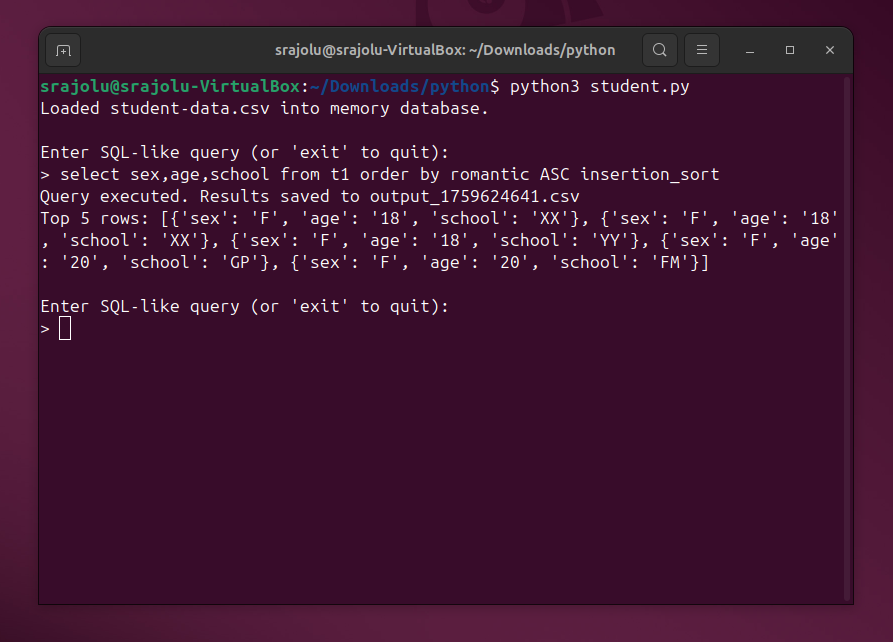 srajolu@srajolu-VirtualBox: ~/Downloads/python
srajolu@srajolu-VirtualBox:~/Downloads/python$ python3 student.py
Loaded student-data.csv into memory database.
Enter SQL-like query (or 'exit' to quit):
> select sex,age,school from t1 order by romantic ASC insertion_sort
Query executed. Results saved to output_1759624641.csv
Top 5 rows: [{'sex': 'F', 'age': '18', 'school': 'XX'}, {'sex': 'F', 'age': '18'
, 'school': 'XX'}, {'sex': 'F', 'age': '18', 'school': 'YY'}, {'sex': 'F', 'age'
: '20', 'school': 'GP'}, {'sex': 'F', 'age': '20', 'school': 'FM'}]
Enter SQL-like query (or 'exit' to quit):
>